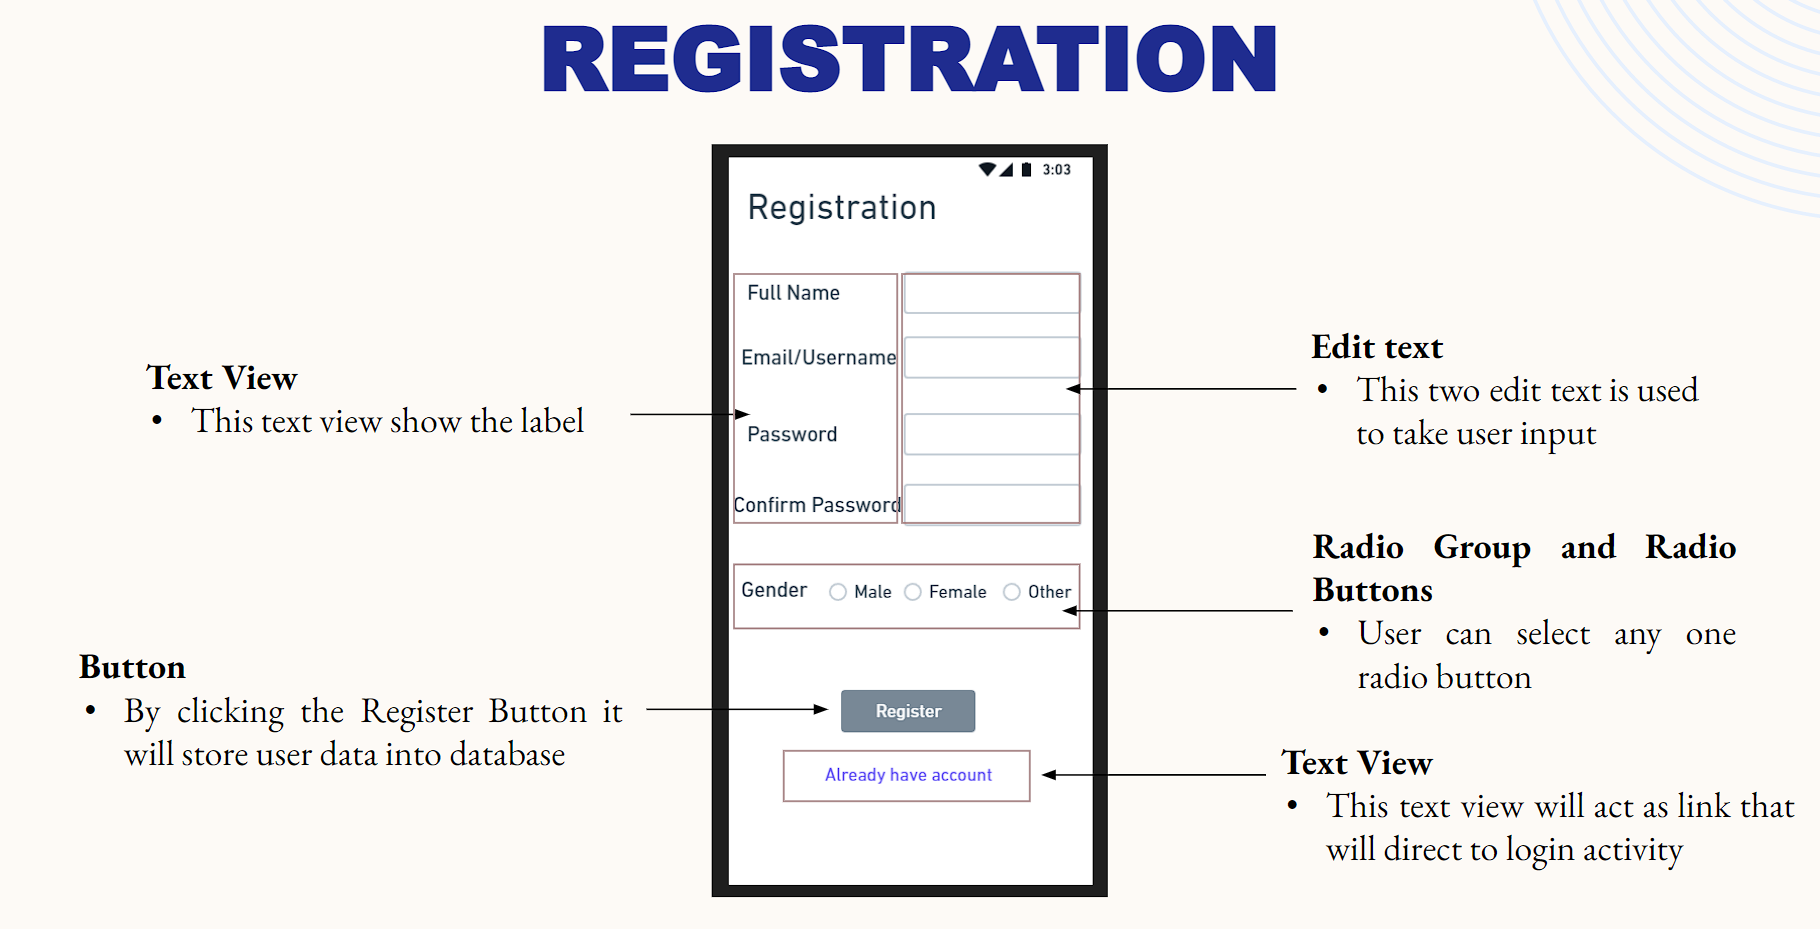 REGISTRATION
3:03
Registration
Full Name
Email/Username
Password
Confirm Password
Gender Male Female Other
Register
Already have account
Text View
• This text view show the label
Button
• By clicking the Register Button it
will store user data into database
Edit text
• This two edit text is used
to take user input
Radio Group and Radio
Buttons
• User can select any one
radio button
Text View
• This text view will act as link that
will direct to login activity